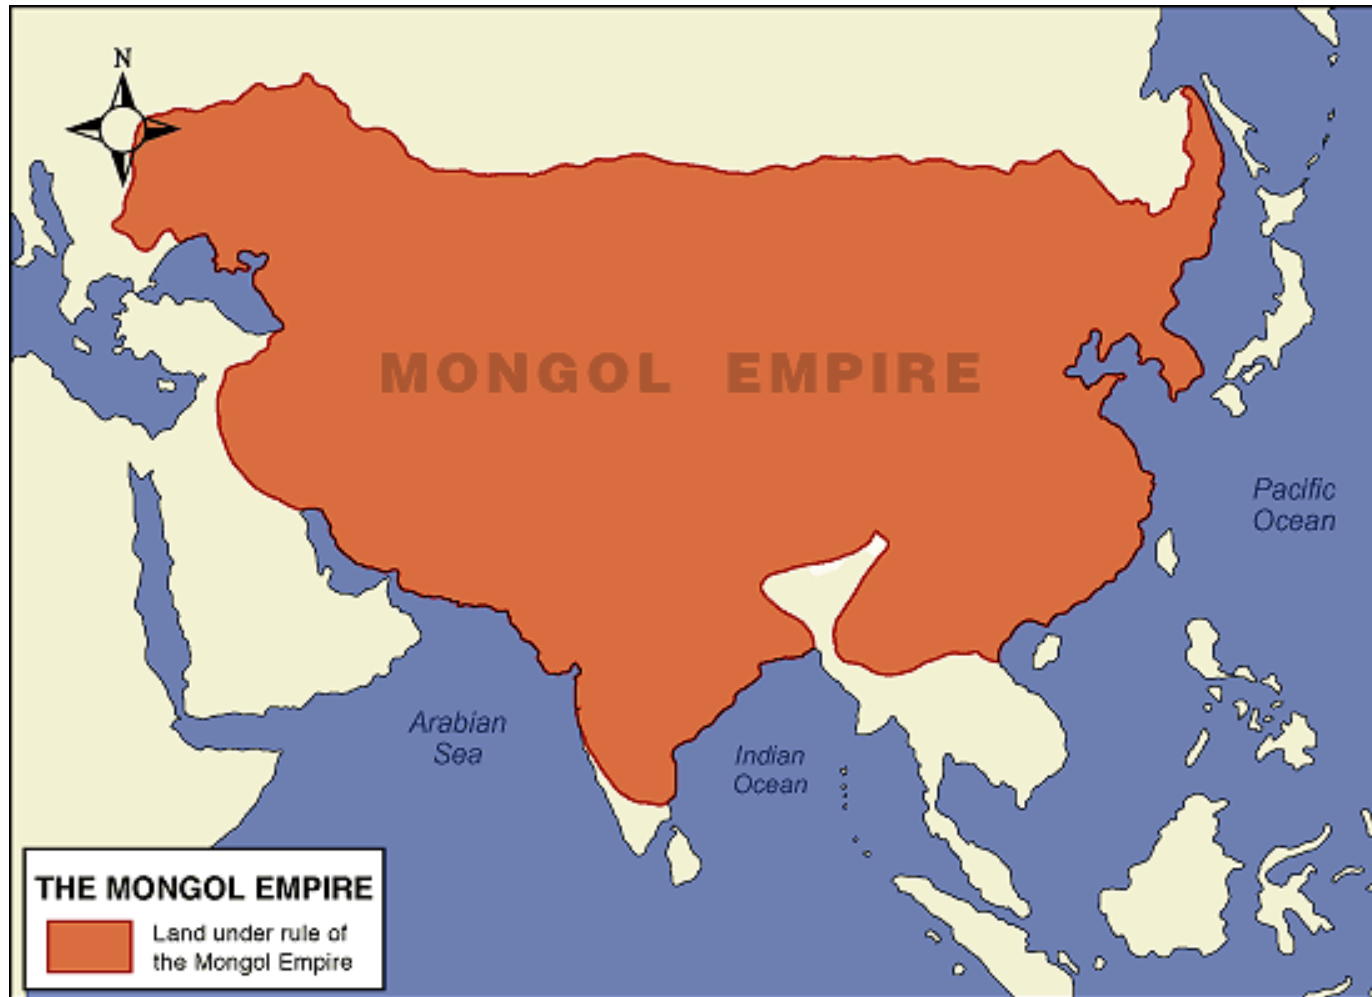 N
MONGOL EMPIRE
Pacific
Ocean
Arabian
Sea
Indian
Ocean
THE MONGOL EMPIRE
Land under rule of
the Mongol Empire